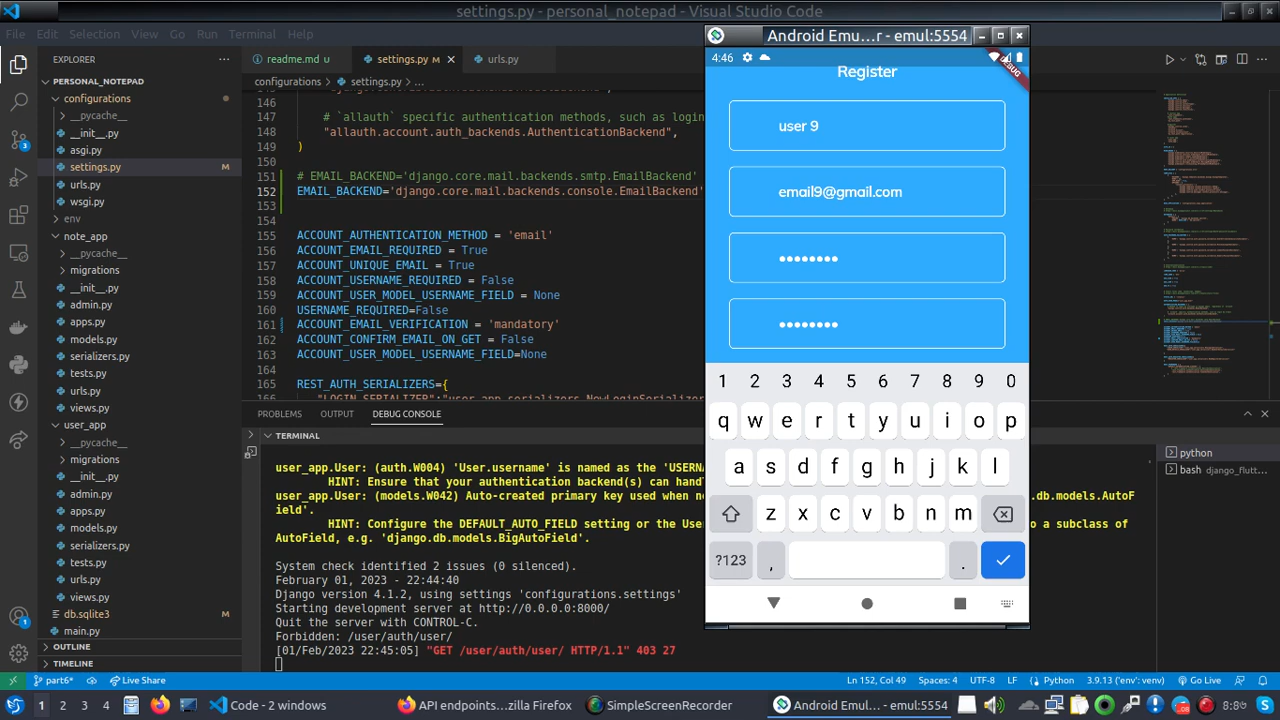 settings.py - personal_notepad - Visual Studio Code
File Edit Selection View Go Run Terminal Help
EXPLORER
PERSONAL_NOTEPAD
configurations
__pycache__
__init__.py
asgi.py
settings.py M
urls.py
wsgi.py
env
note_app
__pycache__
migrations
__init__.py
admin.py
apps.py
models.py
serializers.py
tests.py
urls.py
views.py
user_app
__pycache__
migrations
__init__.py
admin.py
apps.py
models.py
serializers.py
tests.py
urls.py
views.py
db.sqlite3 M
main.py
OUTLINE
TIMELINE
readme.md U
settings.py M
urls.py
configurations > settings.py > ...
146
147 # `allauth` specific authentication methods, such as login
148 "allauth.account.auth_backends.AuthenticationBackend",
149
150 )
151 # EMAIL_BACKEND='django.core.mail.backends.smtp.EmailBackend'
152 EMAIL_BACKEND='django.core.mail.backends.console.EmailBackend'
153
154
155 ACCOUNT_AUTHENTICATION_METHOD = 'email'
156 ACCOUNT_EMAIL_REQUIRED = True
157 ACCOUNT_UNIQUE_EMAIL = True
158 ACCOUNT_USERNAME_REQUIRED = False
159 ACCOUNT_USER_MODEL_USERNAME_FIELD = None
160 USERNAME_REQUIRED=False
161 ACCOUNT_EMAIL_VERIFICATION = 'mandatory'
162 ACCOUNT_CONFIRM_EMAIL_ON_GET = False
163 ACCOUNT_USER_MODEL_USERNAME_FIELD=None
164
165 REST_AUTH_SERIALIZERS={
"LOGIN_SERIALIZER":"user_app.serializers.NewLoginSerializer
PROBLEMS OUTPUT DEBUG CONSOLE
TERMINAL
user_app.User: (auth.W004) 'User.username' is named as the 'USERNA
HINT: Ensure that your authentication backend(s) can hand
user_app.User: (models.W042) Auto-created primary key used when no
.db.models.AutoF
ield'.
HINT: Configure the DEFAULT_AUTO_FIELD setting or the Use
o a subclass of
AutoField, e.g. 'django.db.models.BigAutoField'.
System check identified 2 issues (0 silenced).
February 01, 2023 - 22:44:40
Django version 4.1.2, using settings 'configurations.settings'
Starting development server at http://0.0.0.0:8000/
Quit the server with CONTROL-C.
Forbidden: /user/auth/user/
[01/Feb/2023 22:45:05] "GET /user/auth/user/ HTTP/1.1" 403 27
python
bash django_flutt...
Android Emu...r - emul:5554
4:46
DEBUG
Register
user 9
email9@gmail.com
••••••••
••••••••
1 2 3 4 5 6 7 8 9 0
q w e r t y u i o p
a s d f g h j k l
z x c v b n m
?123 , .
part6* Live Share
Ln 152, Col 49 Spaces: 4 UTF-8 LF Python 3.9.13 ('env': venv) Go Live
1 2 3 4 Code - 2 windows API endpoints...zilla Firefox SimpleScreenRecorder Android Emu...r - emul:5554